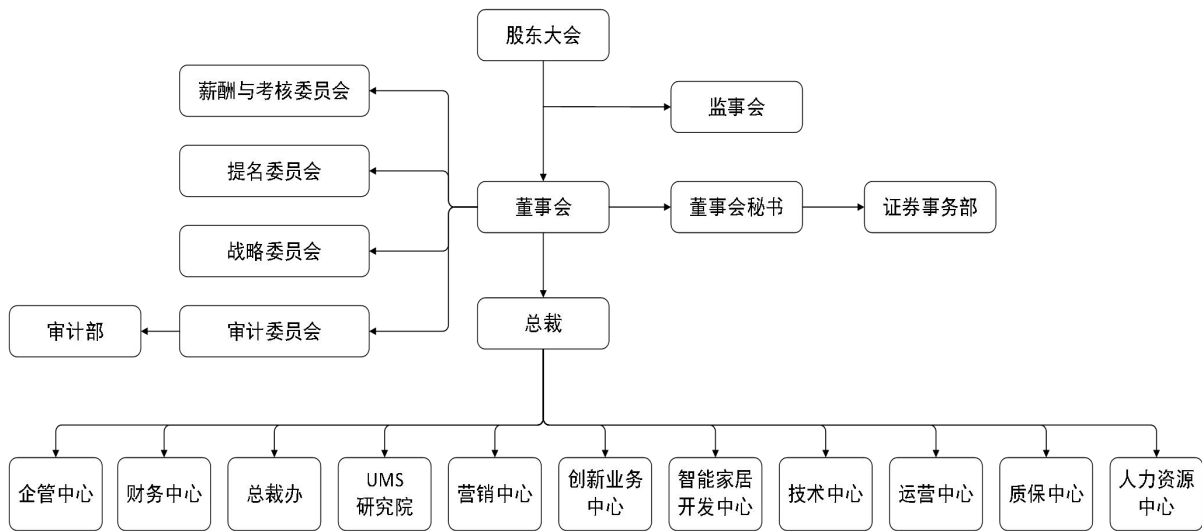 股东大会
薪酬与考核委员会
监事会
提名委员会
董事会
董事会秘书
证券事务部
战略委员会
总裁
审计部
审计委员会
企管中心
财务中心
总裁办
UMS
研究院
营销中心
创新业务
中心
智能家居
开发中心
技术中心
运营中心
质保中心
人力资源
中心